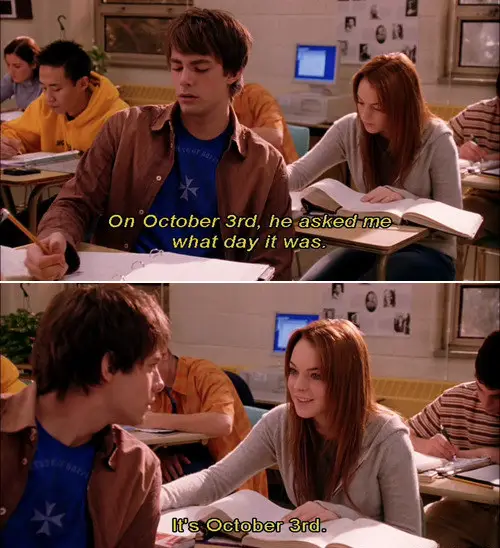 On October 3rd, he asked me
what day it was.
It's October 3rd.